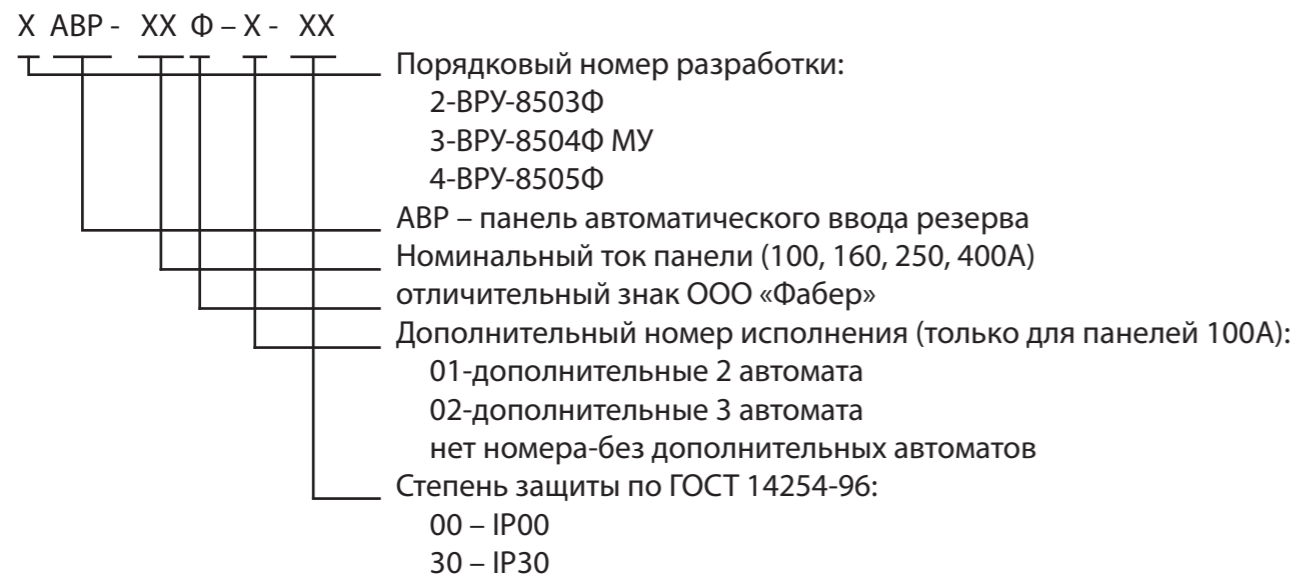 Х АВР - ХХ Ф – Х - ХХ
Порядковый номер разработки:
2-ВРУ-8503Ф
3-ВРУ-8504Ф МУ
4-ВРУ-8505Ф
АВР – панель автоматического ввода резерва
Номинальный ток панели (100, 160, 250, 400А)
отличительный знак ООО «Фабер»
Дополнительный номер исполнения (только для панелей 100А):
01-дополнительные 2 автомата
02-дополнительные 3 автомата
нет номера-без дополнительных автоматов
Степень защиты по ГОСТ 14254-96:
00 – IP00
30 – IP30